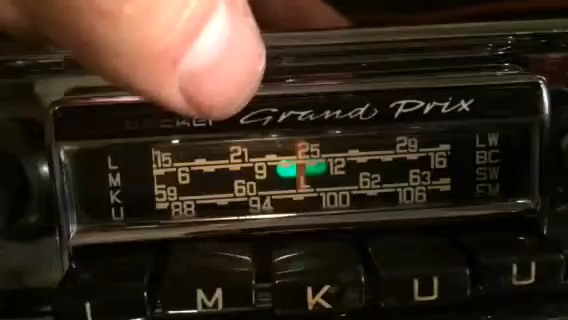 BECKER Grand Prix
L 15 21 25 29 LW
M 6 9 12 16 BC
K 59 60 62 63 SW
U 88 94 100 106 FM
L M K U U